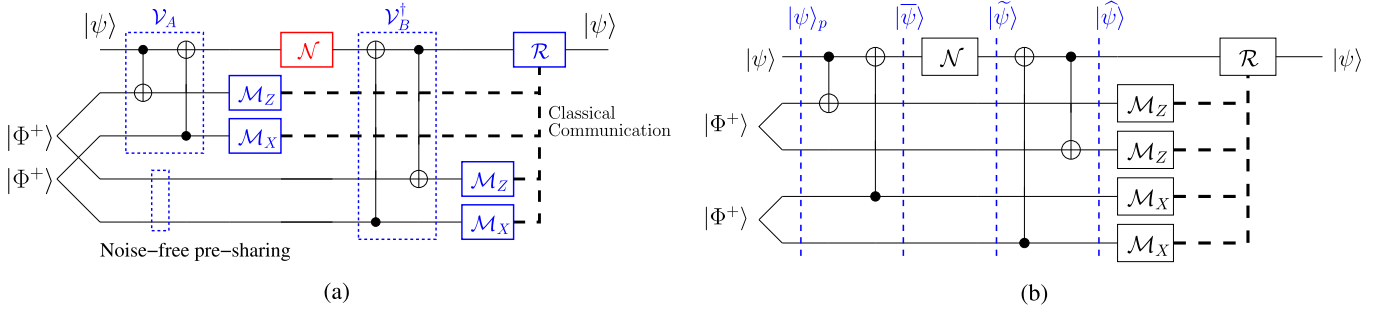 |ψ⟩ 𝒱_A 𝒩 𝒱_B^† ℛ |ψ⟩
|Φ⁺⟩ ℳ_Z
|Φ⁺⟩ ℳ_X
Classical
Communication
ℳ_Z
ℳ_X
Noise–free pre–sharing
(a)
|ψ⟩_p |ψ̅⟩ |ψ̃⟩ |ψ̂⟩
|ψ⟩ 𝒩 ℛ |ψ⟩
|Φ⁺⟩ ℳ_Z
ℳ_Z
|Φ⁺⟩ ℳ_X
ℳ_X
(b)